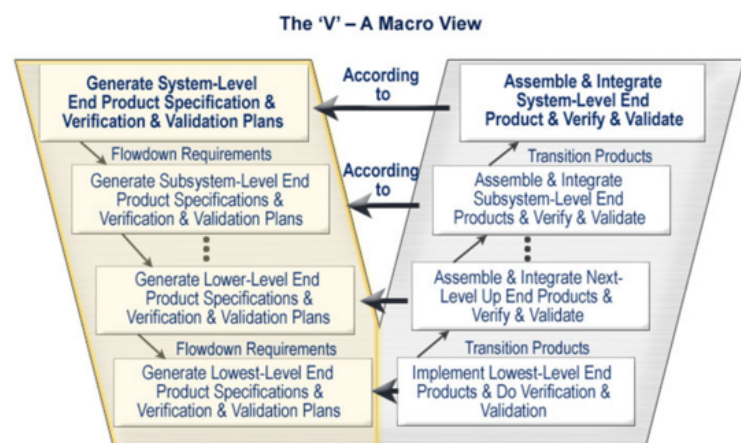 The ‘V’ – A Macro View
Generate System-Level
End Product Specification &
Verification & Validation Plans
According
to
Assemble & Integrate
System-Level End
Product & Verify & Validate
Flowdown Requirements
Transition Products
Generate Subsystem-Level End
Product Specifications &
Verification & Validation Plans
According
to
Assemble & Integrate
Subsystem-Level End
Products & Verify & Validate
Generate Lower-Level End
Product Specifications &
Verification & Validation Plans
Assemble & Integrate Next-
Level Up End Products &
Verify & Validate
Flowdown Requirements
Transition Products
Generate Lowest-Level End
Product Specifications &
Verification & Validation Plans
Implement Lowest-Level End
Products & Do Verification &
Validation